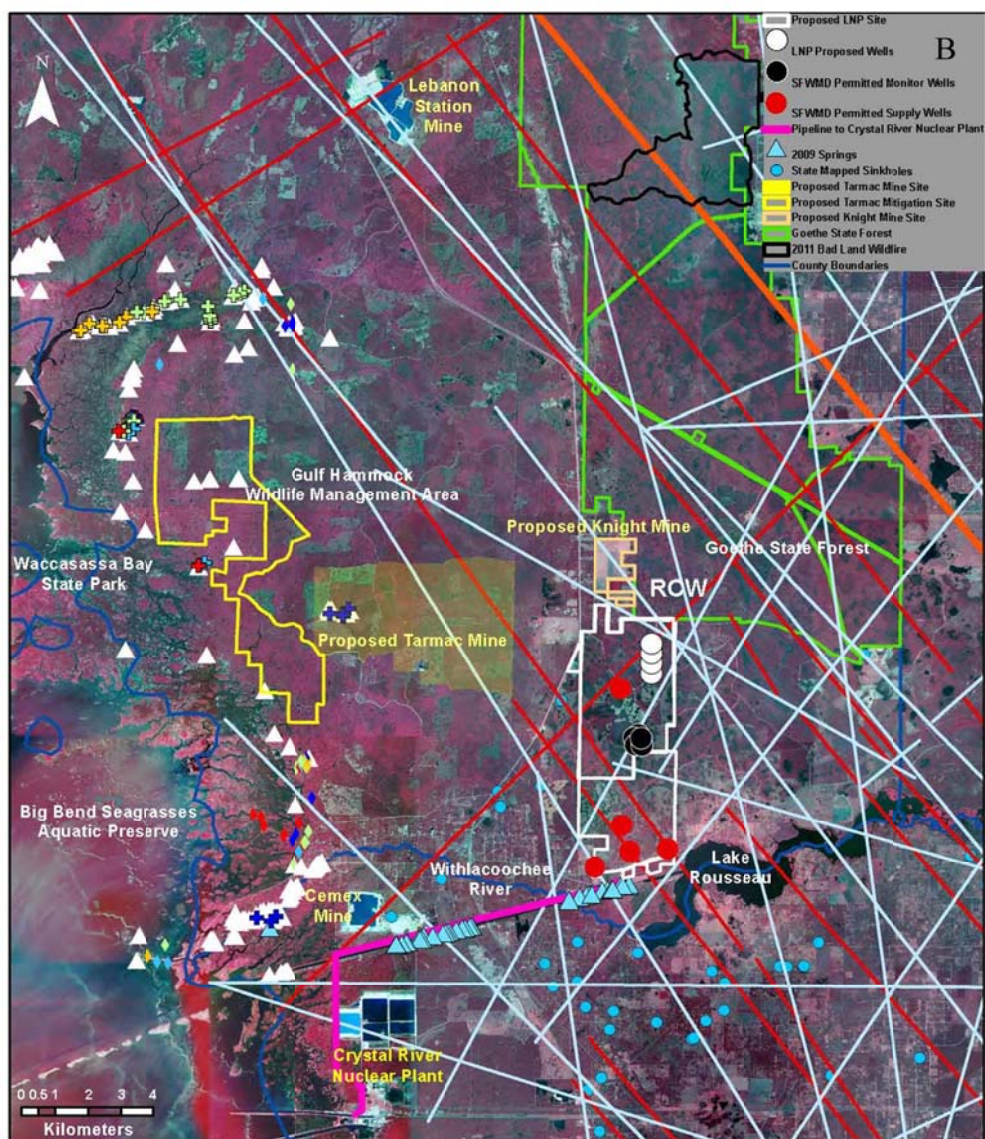 Proposed LNP Site
B
LNP Proposed Wells
SFWMD Permitted Monitor Wells
SFWMD Permitted Supply Wells
Pipeline to Crystal River Nuclear Plant
2009 Springs
State Mapped Sinkholes
Proposed Tarmac Mine Site
Proposed Tarmac Mitigation Site
Proposed Knight Mine Site
Goethe State Forest
2011 Bad Land Wildfire
County Boundaries
N
Lebanon
Station
Mine
Gulf Hammock
Wildlife Management Area
Proposed Knight Mine
Goethe State Forest
Waccasassa Bay
State Park
ROW
Proposed Tarmac Mine
Big Bend Seagrasses
Aquatic Preserve
Withlacoochee
River
Lake
Rousseau
Cemex
Mine
Crystal River
Nuclear Plant
0 0.5 1 2 3 4
Kilometers